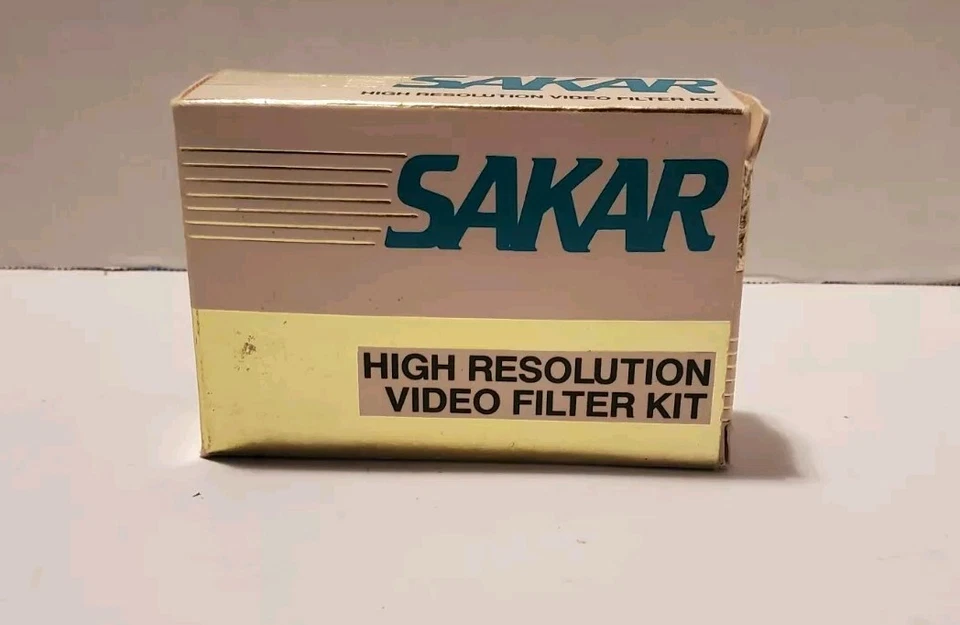 SAKAR
HIGH RESOLUTION VIDEO FILTER KIT
SAKAR
HIGH RESOLUTION
VIDEO FILTER KIT